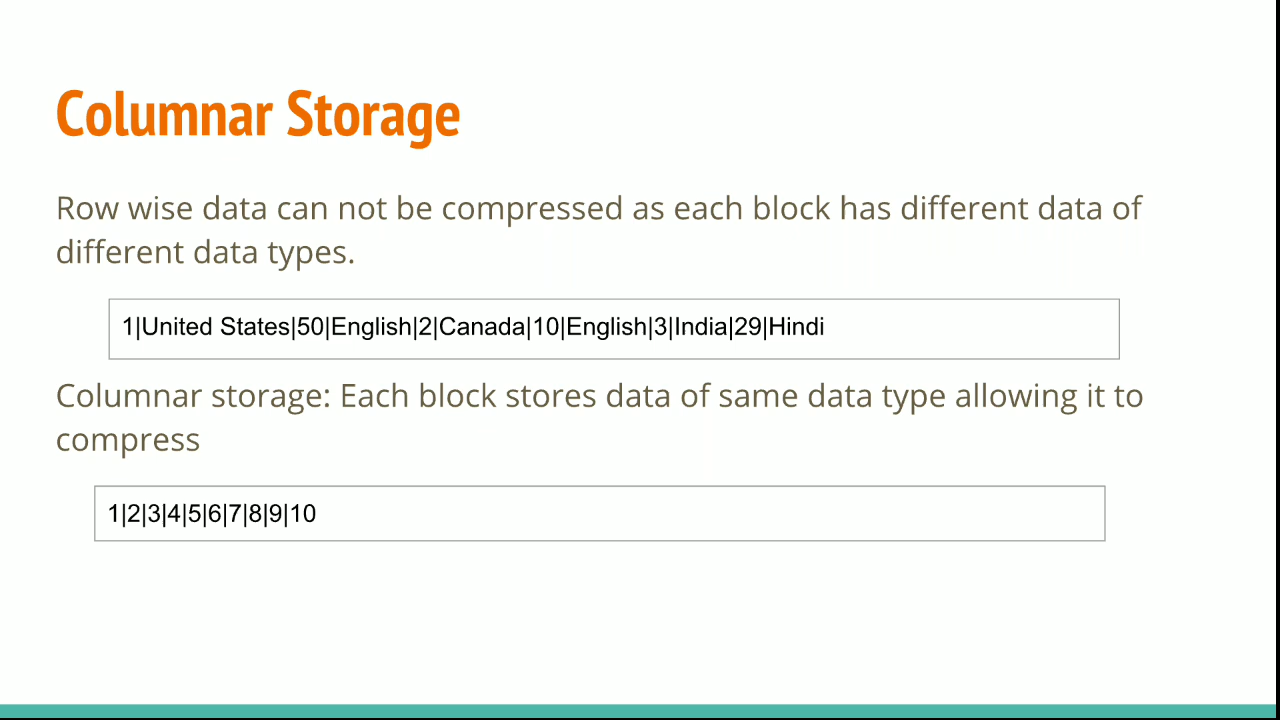 Columnar Storage
Row wise data can not be compressed as each block has different data of
different data types.
1|United States|50|English|2|Canada|10|English|3|India|29|Hindi
Columnar storage: Each block stores data of same data type allowing it to
compress
1|2|3|4|5|6|7|8|9|10